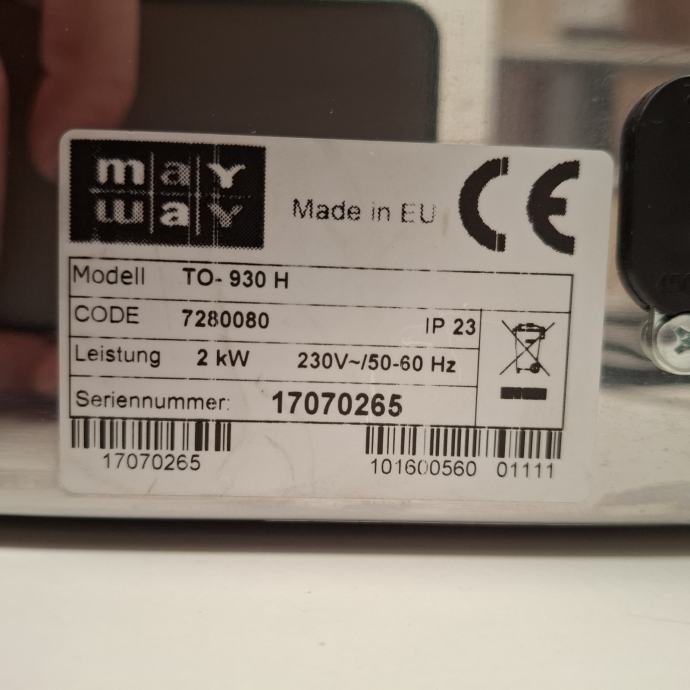 may
way
Made in EU
CE
Modell TO- 930 H
CODE 7280080 IP 23
Leistung 2 kW 230V~/50-60 Hz
Seriennummer: 17070265
17070265 101600560 01111